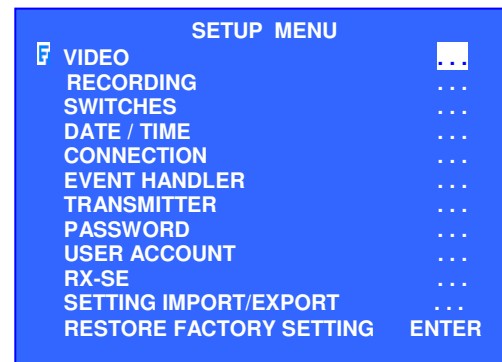 SETUP MENU
F VIDEO ...
RECORDING ...
SWITCHES ...
DATE / TIME ...
CONNECTION ...
EVENT HANDLER ...
TRANSMITTER ...
PASSWORD ...
USER ACCOUNT ...
RX-SE ...
SETTING IMPORT/EXPORT ...
RESTORE FACTORY SETTING ENTER